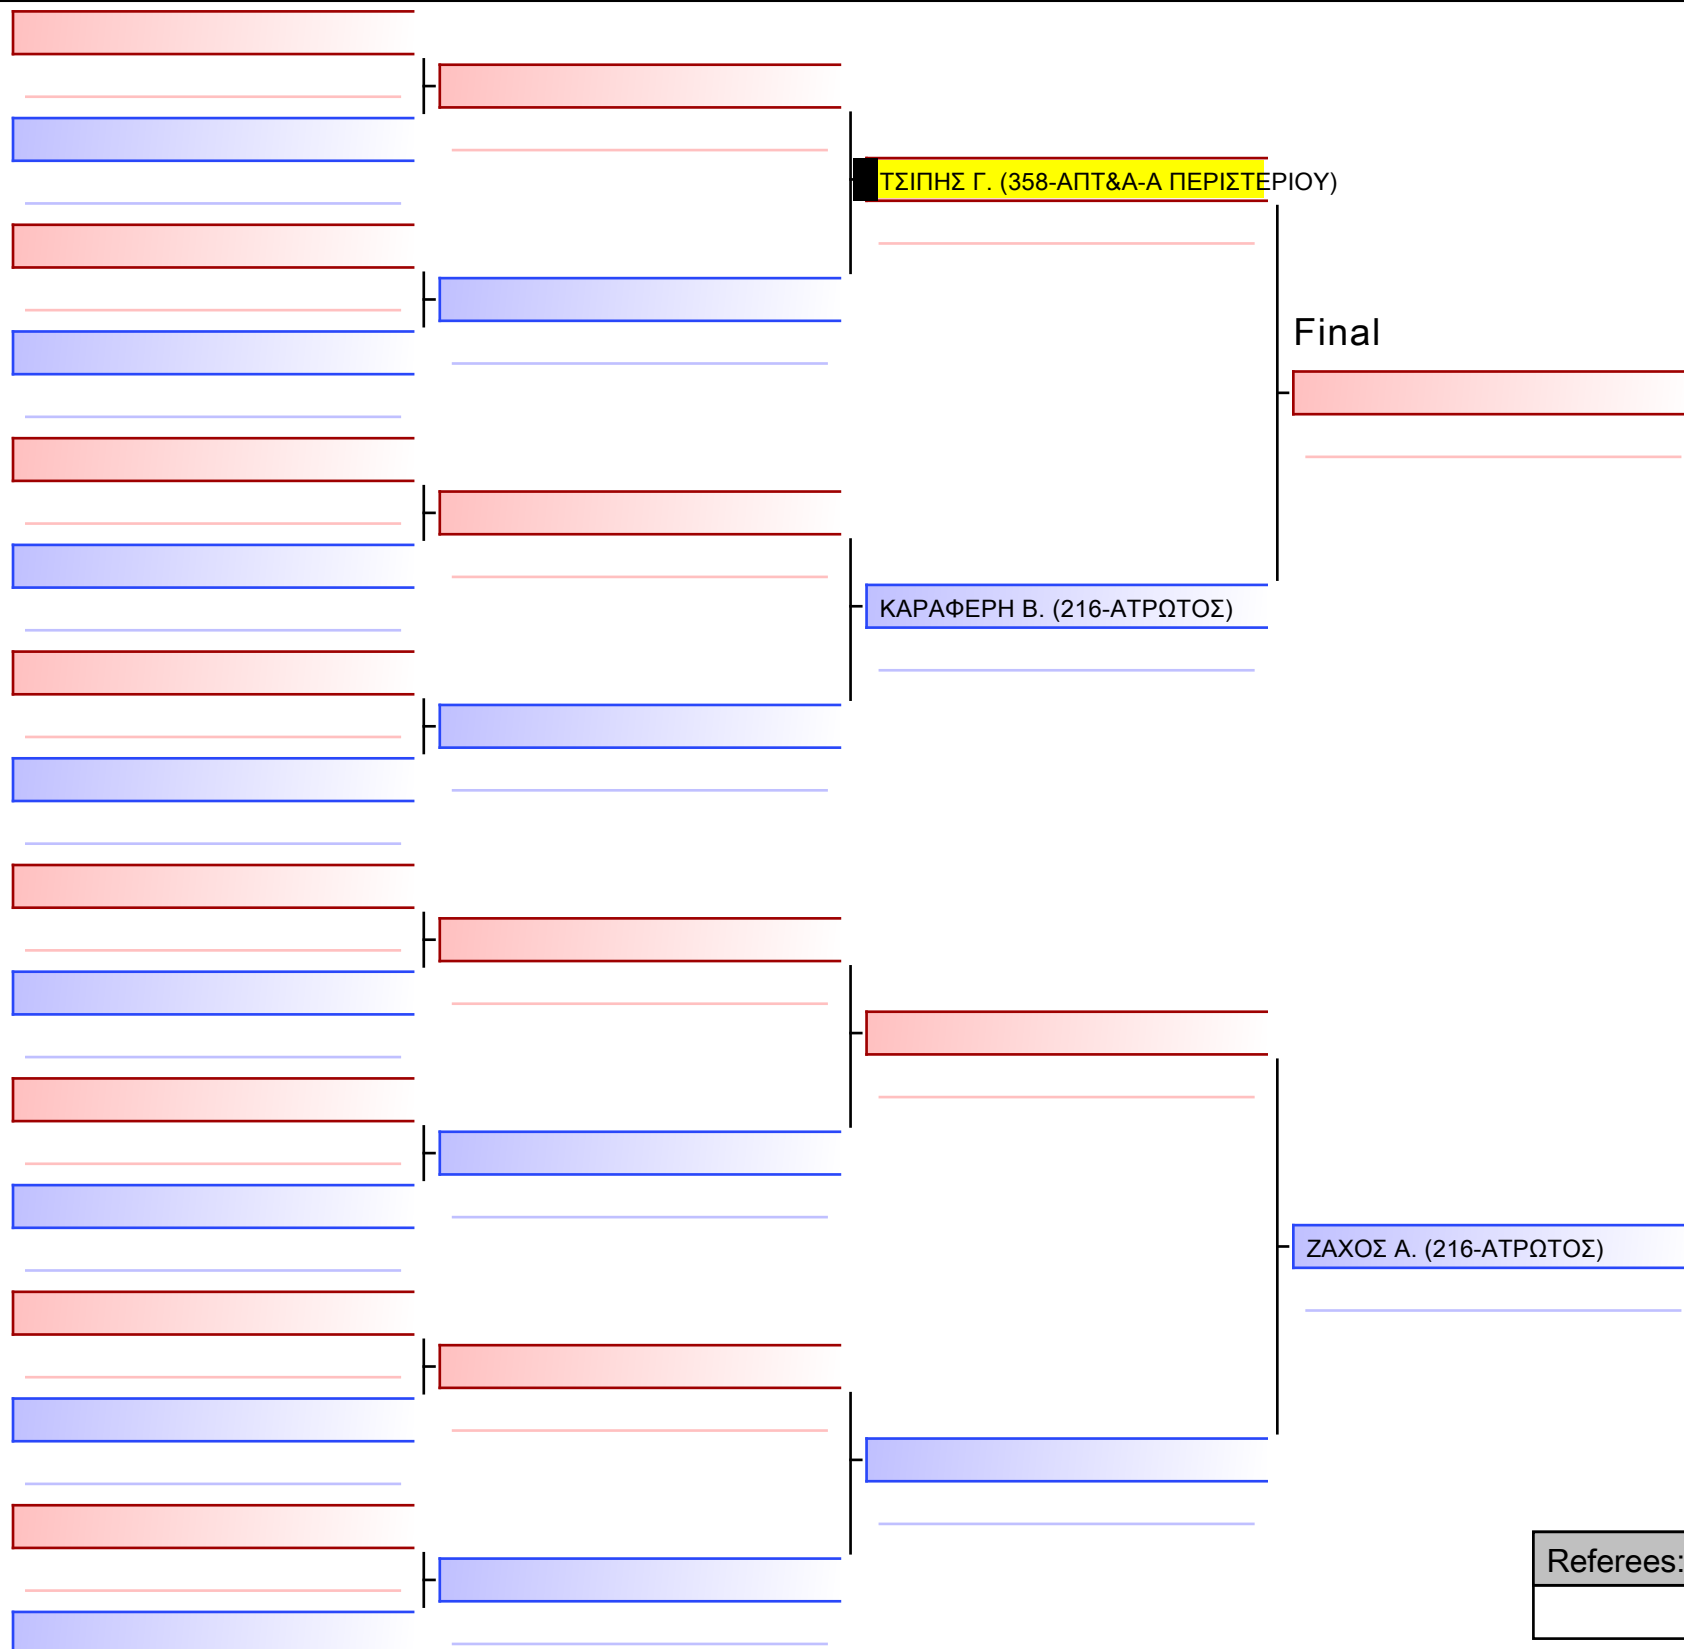 ΤΣΙΠΗΣ Γ. (358-ΑΠΤ&Α-Α ΠΕΡΙΣΤΕΡΙΟΥ)
Final
ΚΑΡΑΦΕΡΗ Β. (216-ΑΤΡΩΤΟΣ)
ΖΑΧΟΣ Α. (216-ΑΤΡΩΤΟΣ)
Referees: